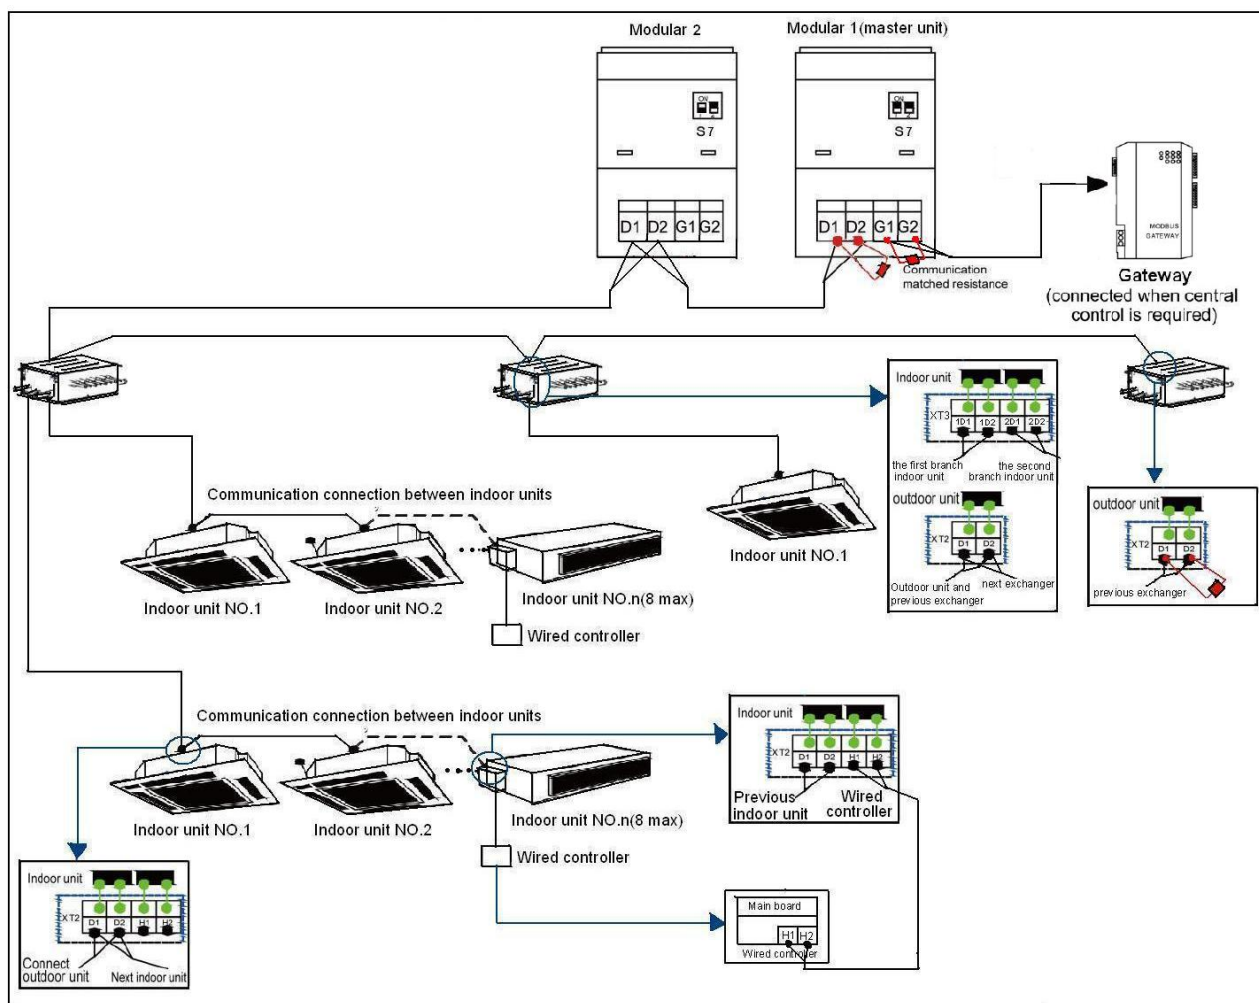 Modular 2
Modular 1(master unit)
ON
S7
ON
S7
D1 D2 G1 G2
D1 D2 G1 G2
MODBUS
GATEWAY
Communication
matched resistance
Gateway
(connected when central
control is required)
Indoor unit
XT3
1D1 1D2 2D1 2D2
the first branch
indoor unit
the second
branch indoor unit
outdoor unit
XT2
D1 D2
Outdoor unit and
previous exchanger
next exchanger
outdoor unit
XT2
D1 D2
previous exchanger
Communication connection between indoor units
Indoor unit NO.1
Indoor unit NO.1
Indoor unit NO.2
Indoor unit NO.n(8 max)
Wired controller
Communication connection between indoor units
Indoor unit NO.1
Indoor unit NO.2
Indoor unit NO.n(8 max)
Wired controller
Indoor unit
XT2
D1 D2 H1 H2
Previous
indoor unit
Wired
controller
Indoor unit
XT2
D1 D2 H1 H2
Connect
outdoor unit
Next indoor unit
Main board
H1 H2
Wired controller